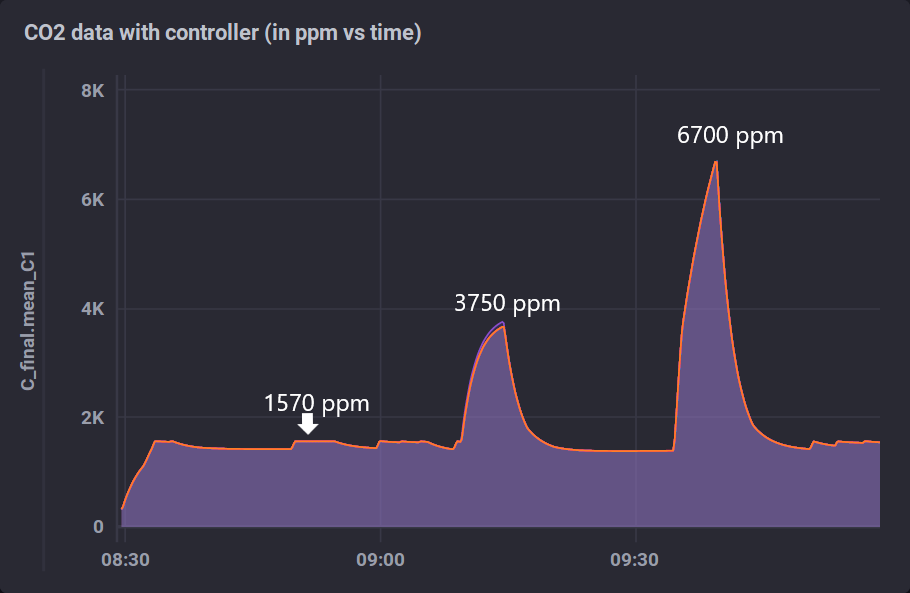 CO2 data with controller (in ppm vs time)
8K
6700 ppm
6K
3750 ppm
4K
C_final.mean_C1
1570 ppm
2K
0
08:30
09:00
09:30